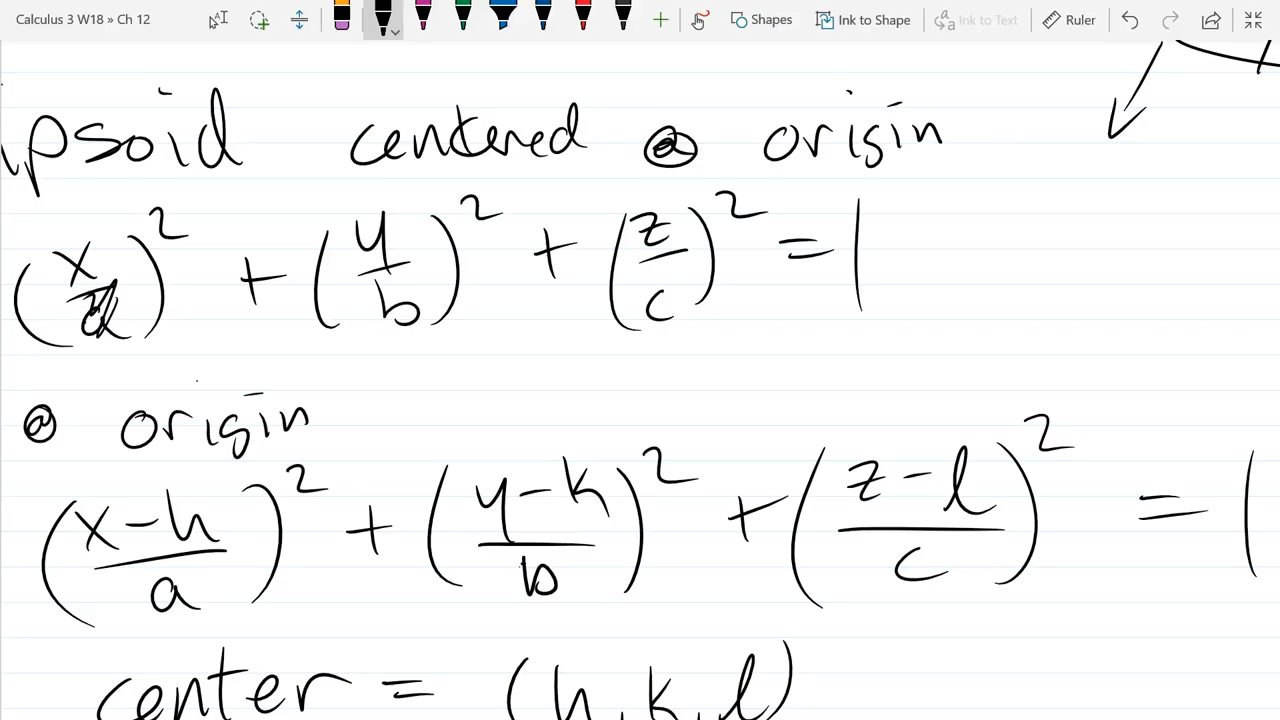 Calculus 3 W18 » Ch 12 Shapes Ink to Shape Ink to Text Ruler
ipsoid centered @ origin
(x/a)² + (y/b)² + (z/c)² = 1
@ origin
((x-h)/a)² + ((y-k)/b)² + ((z-l)/c)² = 1
center = (h, k, l)